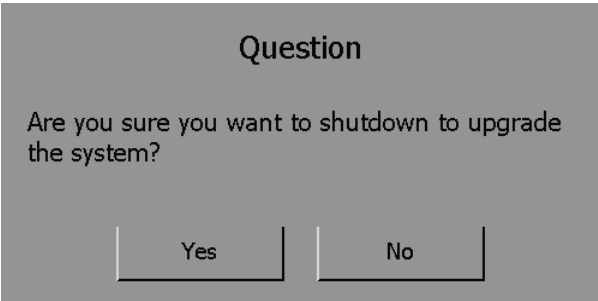 Question
Are you sure you want to shutdown to upgrade
the system?
Yes
No